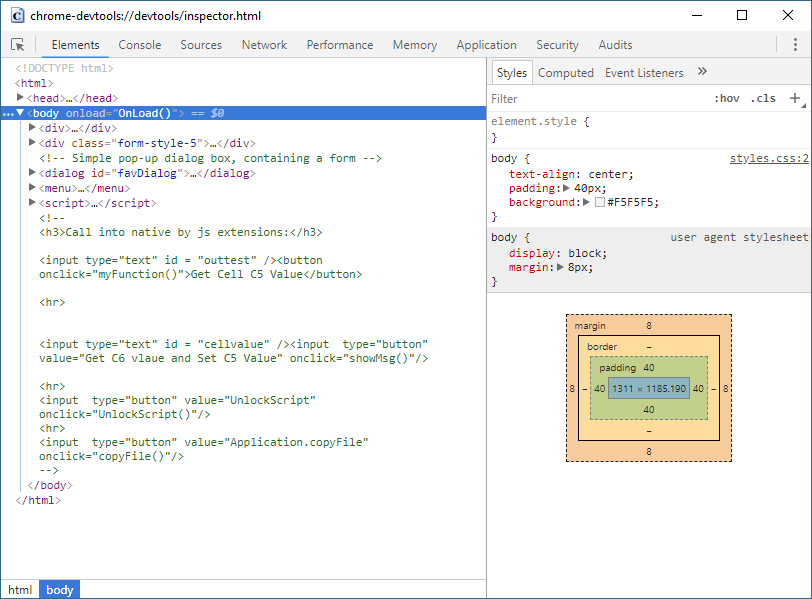 chrome-devtools://devtools/inspector.html
Elements Console Sources Network Performance Memory Application Security Audits
<!DOCTYPE html>
<html>
▶<head>…</head>
…▼<body onload="OnLoad()"> == $0
▶<div>…</div>
▶<div class="form-style-5">…</div>
<!-- Simple pop-up dialog box, containing a form -->
▶<dialog id="favDialog">…</dialog>
▶<menu>…</menu>
▶<script>…</script>
<!--
<h3>Call into native by js extensions:</h3>
<input type="text" id = "outtest" /><button
onclick="myFunction()">Get Cell C5 Value</button>
<hr>
<input type="text" id = "cellvalue" /><input  type="button"
value="Get C6 vlaue and Set C5 Value" onclick="showMsg()"/>
<hr>
<input  type="button" value="UnlockScript"
onclick="UnlockScript()"/>
<hr>
<input  type="button" value="Application.copyFile"
onclick="copyFile()"/>
-->
</body>
</html>
html body
Styles Computed Event Listeners »
Filter :hov .cls +
element.style {
}
body { styles.css:2
text-align: center;
padding:▶ 40px;
background:▶ #F5F5F5;
}
body { user agent stylesheet
display: block;
margin:▶ 8px;
}
margin 8
border –
padding 40
8 – 40 1311 × 1185.190 40 – 8
40
–
8